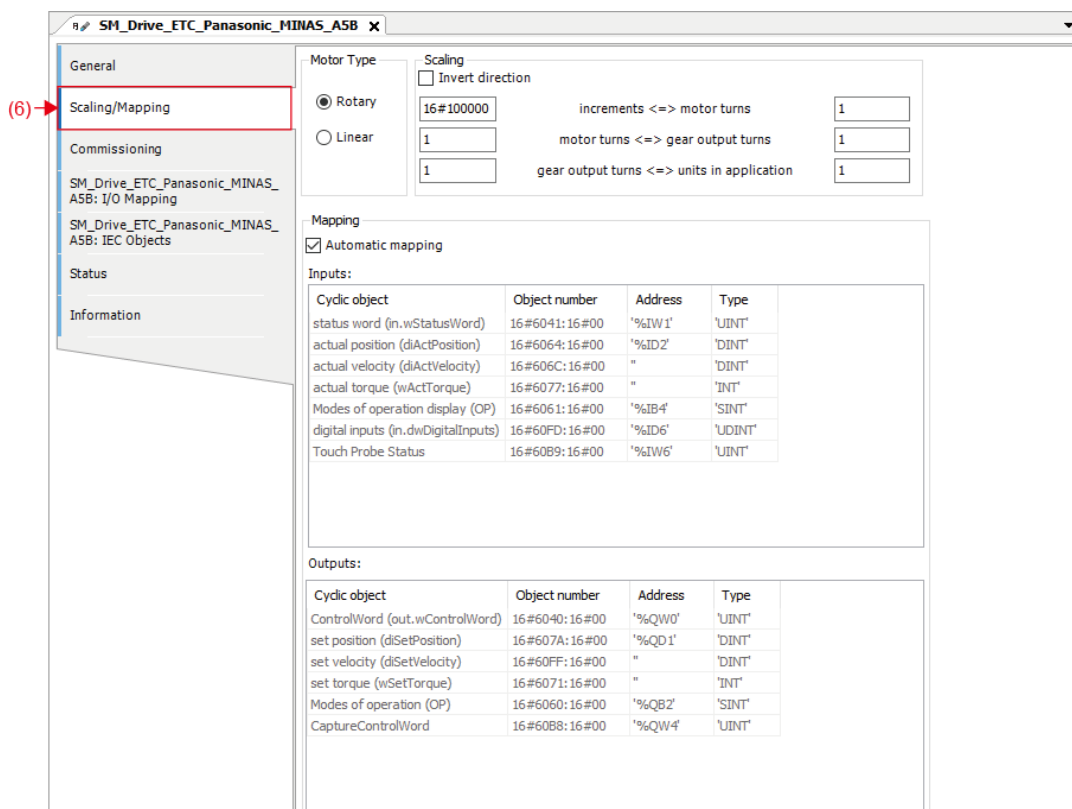 SM_Drive_ETC_Panasonic_MINAS_A5B
(6)
General
Scaling/Mapping
Commissioning
SM_Drive_ETC_Panasonic_MINAS_
A5B: I/O Mapping
SM_Drive_ETC_Panasonic_MINAS_
A5B: IEC Objects
Status
Information
Motor Type
Rotary
Linear
Scaling
Invert direction
16#100000 increments <=> motor turns 1
1 motor turns <=> gear output turns 1
1 gear output turns <=> units in application 1
Mapping
Automatic mapping
Inputs:
Cyclic object Object number Address Type
status word (in.wStatusWord) 16#6041:16#00 '%IW1' 'UINT'
actual position (diActPosition) 16#6064:16#00 '%ID2' 'DINT'
actual velocity (diActVelocity) 16#606C:16#00 '' 'DINT'
actual torque (wActTorque) 16#6077:16#00 '' 'INT'
Modes of operation display (OP) 16#6061:16#00 '%IB4' 'SINT'
digital inputs (in.dwDigitalInputs) 16#60FD:16#00 '%ID6' 'UDINT'
Touch Probe Status 16#60B9:16#00 '%IW6' 'UINT'
Outputs:
Cyclic object Object number Address Type
ControlWord (out.wControlWord) 16#6040:16#00 '%QW0' 'UINT'
set position (diSetPosition) 16#607A:16#00 '%QD1' 'DINT'
set velocity (diSetVelocity) 16#60FF:16#00 '' 'DINT'
set torque (wSetTorque) 16#6071:16#00 '' 'INT'
Modes of operation (OP) 16#6060:16#00 '%QB2' 'SINT'
CaptureControlWord 16#60B8:16#00 '%QW4' 'UINT'